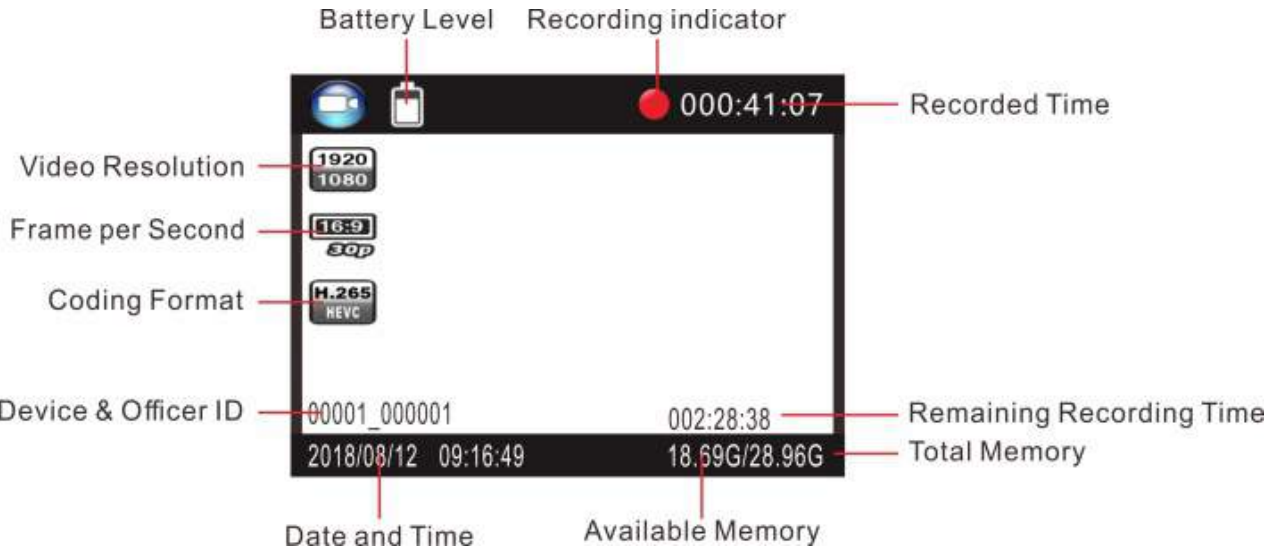 Battery Level Recording indicator
000:41:07 Recorded Time
Video Resolution 1920
1080
Frame per Second 16:9
30p
Coding Format H.265
HEVC
Device & Officer ID 00001_000001 002:28:38 Remaining Recording Time
2018/08/12 09:16:49 18.69G/28.96G Total Memory
Date and Time Available Memory